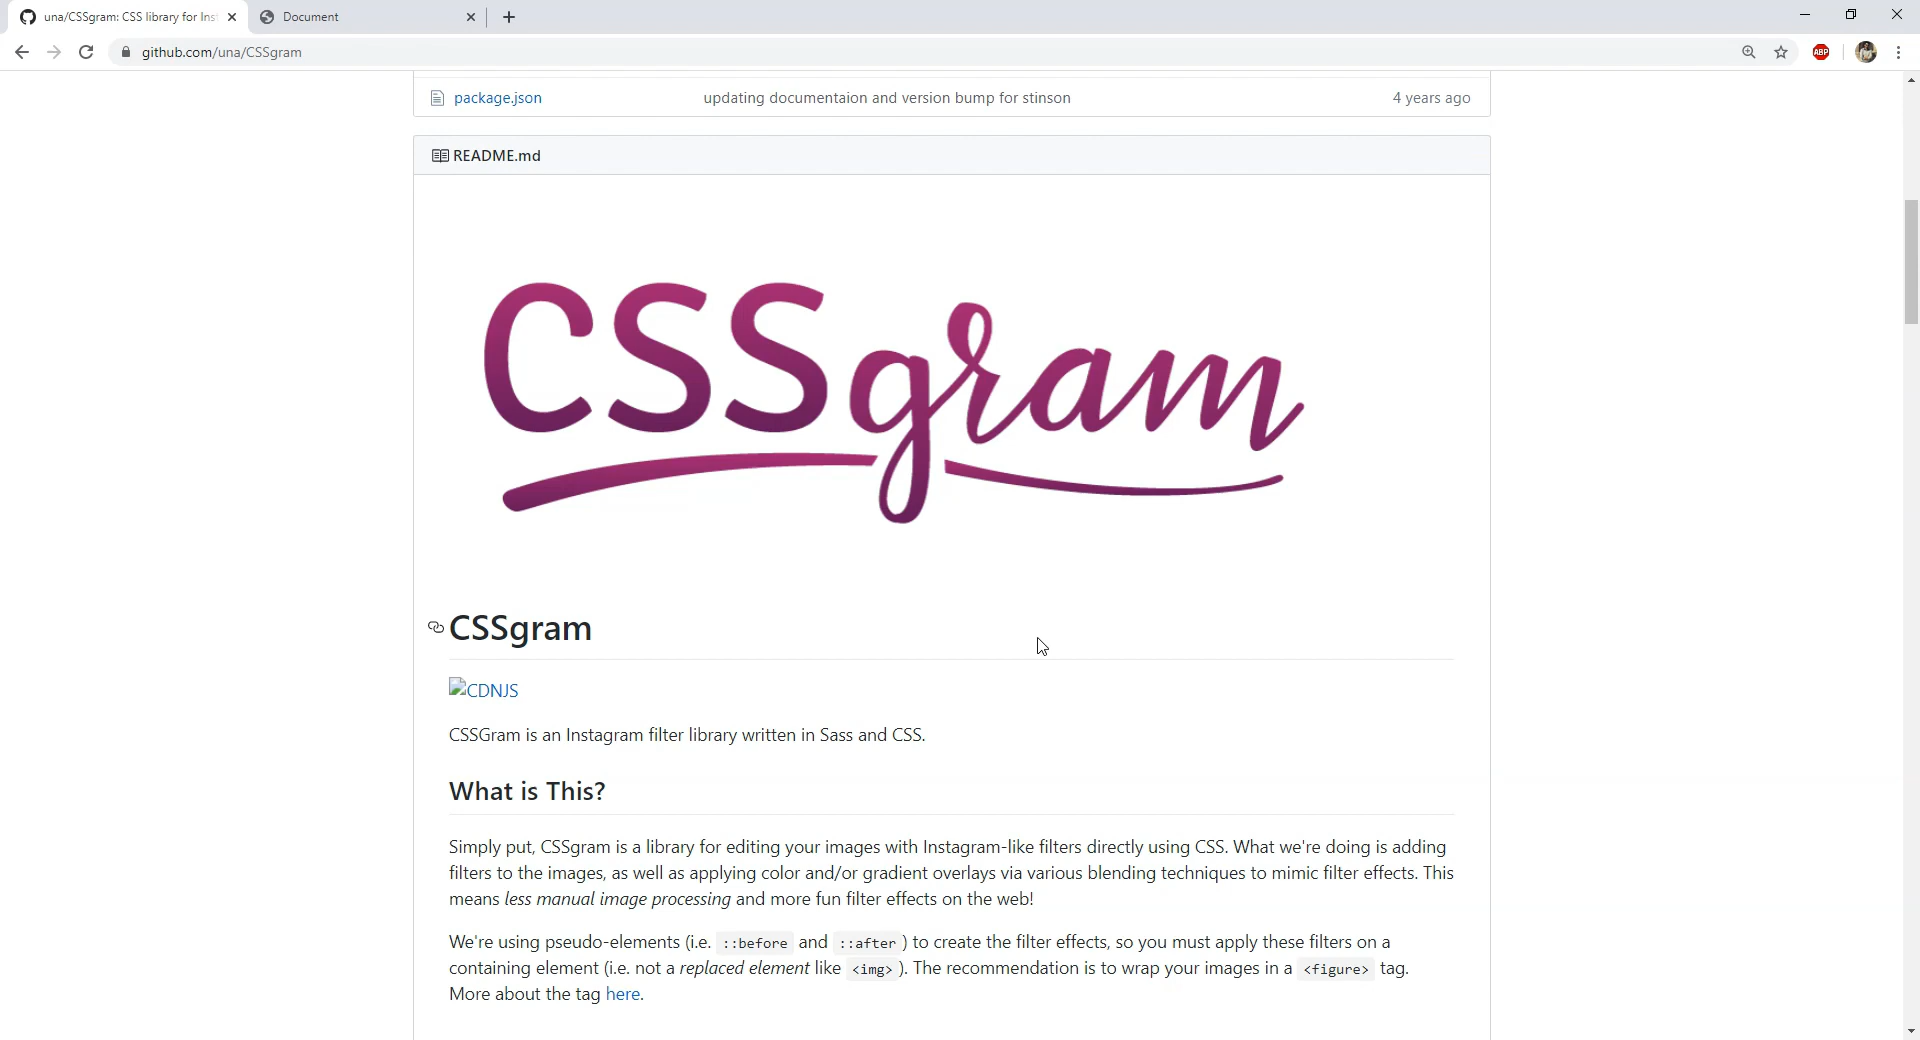 una/CSSgram: CSS library for Inst
Document
github.com/una/CSSgram
ABP
package.json updating documentaion and version bump for stinson 4 years ago
README.md
CSSgram
CSSgram
CDNJS
CSSGram is an Instagram filter library written in Sass and CSS.
What is This?
Simply put, CSSgram is a library for editing your images with Instagram-like filters directly using CSS. What we're doing is adding
filters to the images, as well as applying color and/or gradient overlays via various blending techniques to mimic filter effects. This
means less manual image processing and more fun filter effects on the web!
We're using pseudo-elements (i.e. ::before and ::after ) to create the filter effects, so you must apply these filters on a
containing element (i.e. not a replaced element like <img> ). The recommendation is to wrap your images in a <figure> tag.
More about the tag here.